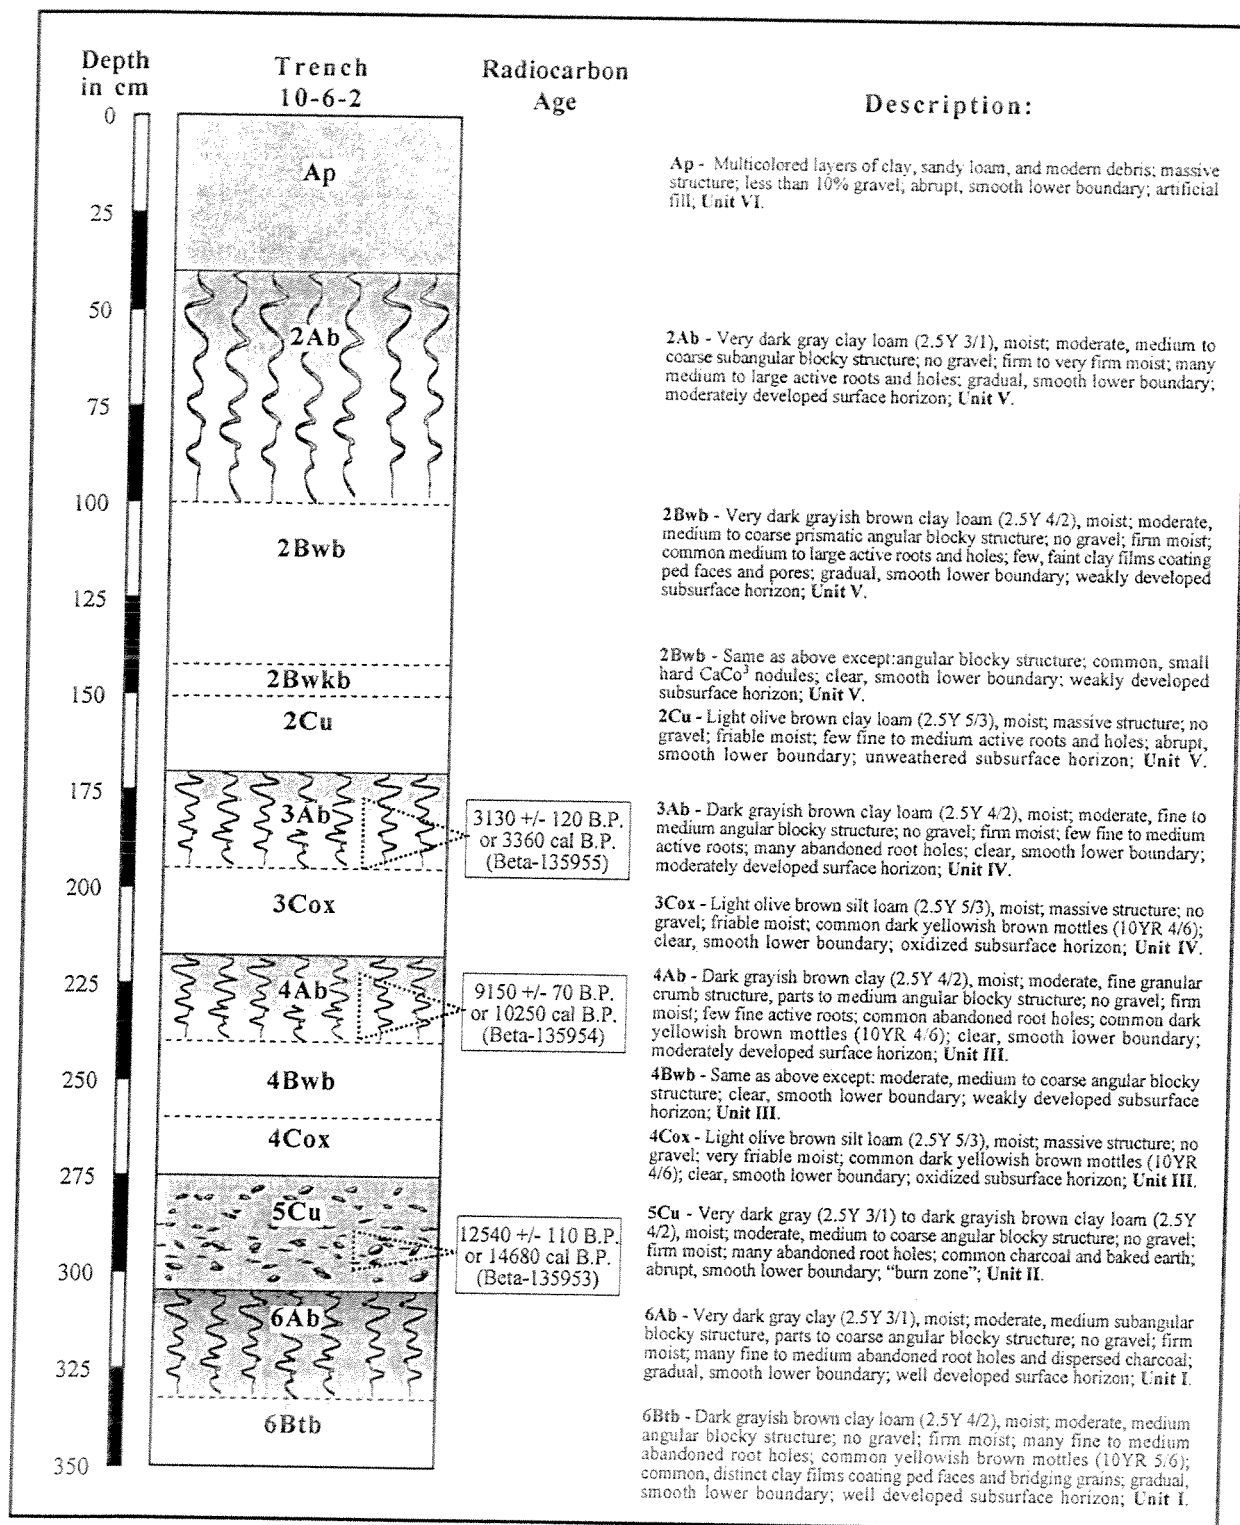 Depth
in cm
Trench
10-6-2
Radiocarbon
Age
Description:
0
25
50
75
100
125
150
175
200
225
250
275
300
325
350
Ap
2Ab
2Bwb
2Bwkb
2Cu
3Ab
3Cox
4Ab
4Bwb
4Cox
5Cu
6Ab
6Btb
3130 +/- 120 B.P.
or 3360 cal B.P.
(Beta-135955)
9150 +/- 70 B.P.
or 10250 cal B.P.
(Beta-135954)
12540 +/- 110 B.P.
or 14680 cal B.P.
(Beta-135953)
Ap - Multicolored layers of clay, sandy loam, and modern debris; massive
structure; less than 10% gravel; abrupt, smooth lower boundary; artificial
fill; Unit VI.
2Ab - Very dark gray clay loam (2.5Y 3/1), moist; moderate, medium to
coarse subangular blocky structure; no gravel; firm to very firm moist; many
medium to large active roots and holes; gradual, smooth lower boundary;
moderately developed surface horizon; Unit V.
2Bwb - Very dark grayish brown clay loam (2.5Y 4/2), moist; moderate,
medium to coarse prismatic angular blocky structure; no gravel; firm moist;
common medium to large active roots and holes; few, faint clay films coating
ped faces and pores; gradual, smooth lower boundary; weakly developed
subsurface horizon; Unit V.
2Bwb - Same as above except:angular blocky structure; common, small
hard CaCo³ nodules; clear, smooth lower boundary; weakly developed
subsurface horizon; Unit V.
2Cu - Light olive brown clay loam (2.5Y 5/3), moist; massive structure; no
gravel; friable moist; few fine to medium active roots and holes; abrupt,
smooth lower boundary; unweathered subsurface horizon; Unit V.
3Ab - Dark grayish brown clay loam (2.5Y 4/2), moist; moderate, fine to
medium angular blocky structure; no gravel; firm moist; few fine to medium
active roots; many abandoned root holes; clear, smooth lower boundary;
moderately developed surface horizon; Unit IV.
3Cox - Light olive brown silt loam (2.5Y 5/3), moist; massive structure; no
gravel; friable moist; common dark yellowish brown mottles (10YR 4/6);
clear, smooth lower boundary; oxidized subsurface horizon; Unit IV.
4Ab - Dark grayish brown clay (2.5Y 4/2), moist; moderate, fine granular
crumb structure, parts to medium angular blocky structure; no gravel; firm
moist; few fine active roots; common abandoned root holes; common dark
yellowish brown mottles (10YR 4/6); clear, smooth lower boundary;
moderately developed surface horizon; Unit III.
4Bwb - Same as above except: moderate, medium to coarse angular blocky
structure; clear, smooth lower boundary; weakly developed subsurface
horizon; Unit III.
4Cox - Light olive brown silt loam (2.5Y 5/3), moist; massive structure; no
gravel; very friable moist; common dark yellowish brown mottles (10YR
4/6); clear, smooth lower boundary; oxidized subsurface horizon; Unit III.
5Cu - Very dark gray (2.5Y 3/1) to dark grayish brown clay loam (2.5Y
4/2), moist; moderate, medium to coarse angular blocky structure; no gravel;
firm moist; many abandoned root holes; common charcoal and baked earth;
abrupt, smooth lower boundary; "burn zone"; Unit II.
6Ab - Very dark gray clay (2.5Y 3/1), moist; moderate, medium subangular
blocky structure, parts to coarse angular blocky structure; no gravel; firm
moist; many fine to medium abandoned root holes and dispersed charcoal;
gradual, smooth lower boundary; well developed surface horizon; Unit I.
6Btb - Dark grayish brown clay loam (2.5Y 4/2), moist; moderate, medium
angular blocky structure; no gravel; firm moist; many fine to medium
abandoned root holes; common yellowish brown mottles (10YR 5/6);
common, distinct clay films coating ped faces and bridging grains; gradual,
smooth lower boundary; well developed subsurface horizon; Unit I.